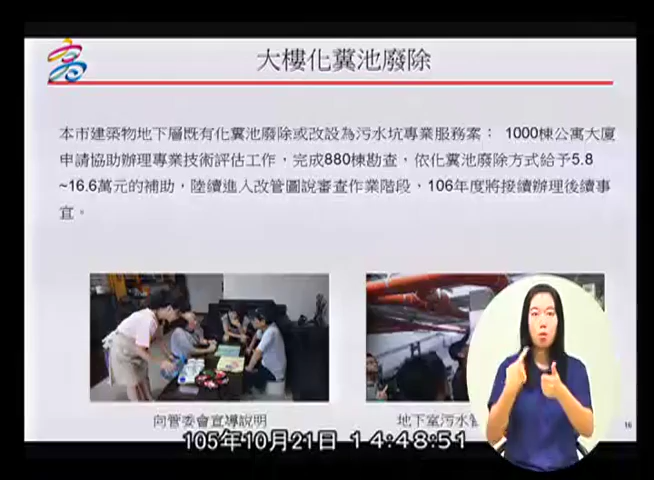 大樓化糞池廢除
本市建築物地下層既有化糞池廢除或改設為污水坑專業服務案： 1000棟公寓大廈
申請協助辦理專業技術評估工作，完成880棟勘查，依化糞池廢除方式給予5.8
~16.6萬元的補助，陸續進入改管圖說審查作業階段，106年度將接續辦理後續事
宜。
向管委會宣導說明
地下室污水管
16
105年10月21日 14:48:51